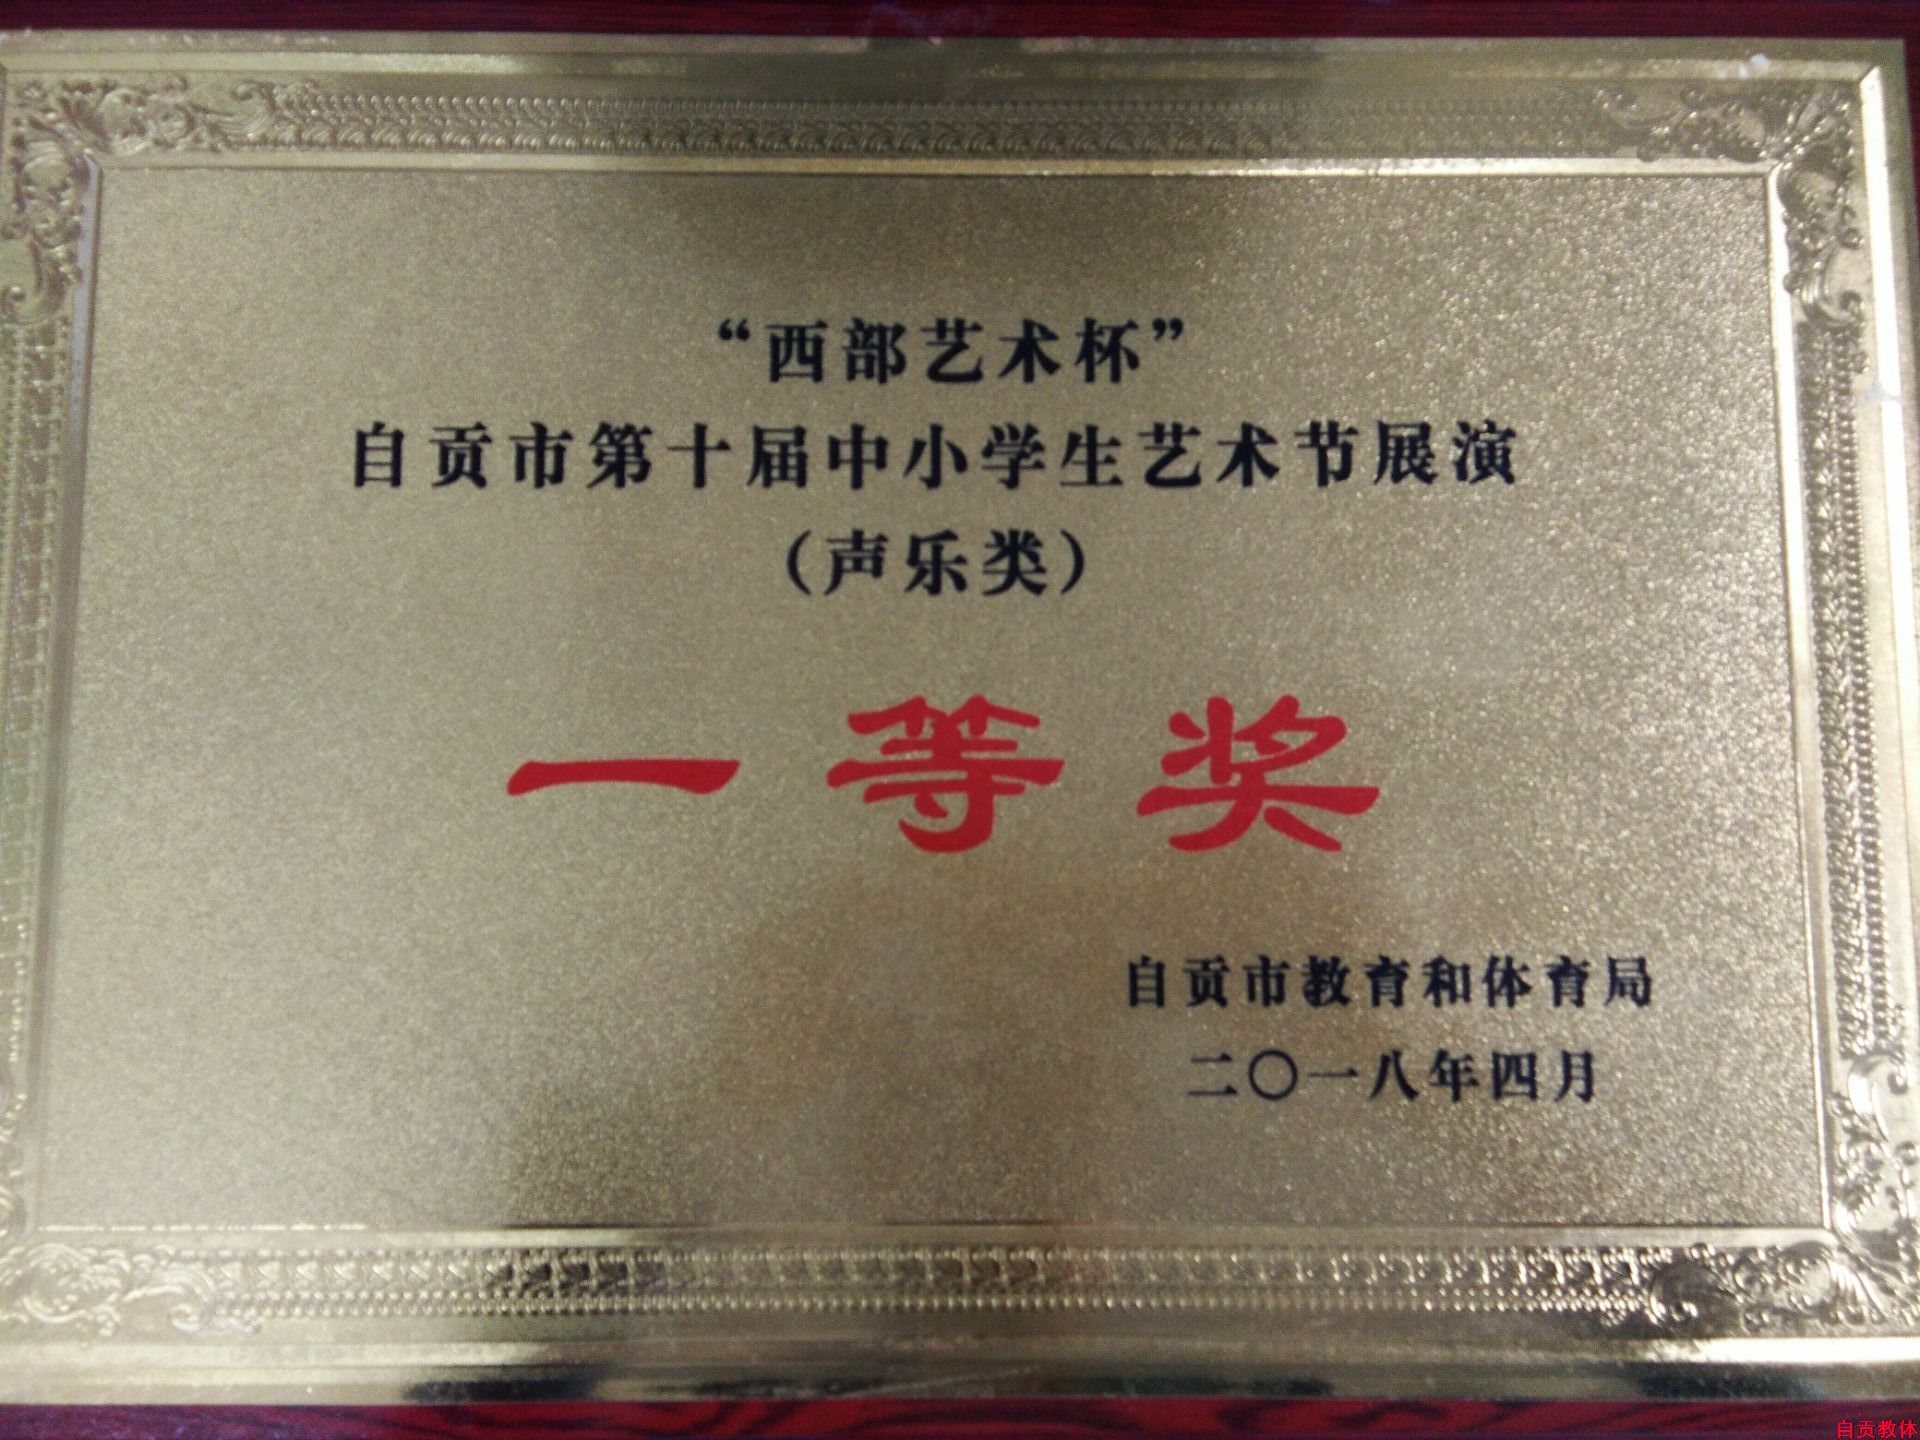 “西部艺术杯”
自贡市第十届中小学生艺术节展演
（声乐类）
一等奖
自贡市教育和体育局
二〇一八年四月
自贡教体